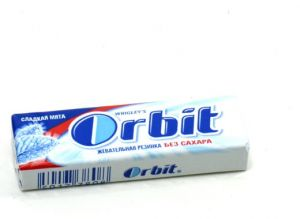 СЛАДКАЯ МЯТА
WRIGLEY'S
Orbit
ЖЕВАТЕЛЬНАЯ РЕЗИНКА БЕЗ САХАРА
Orbit